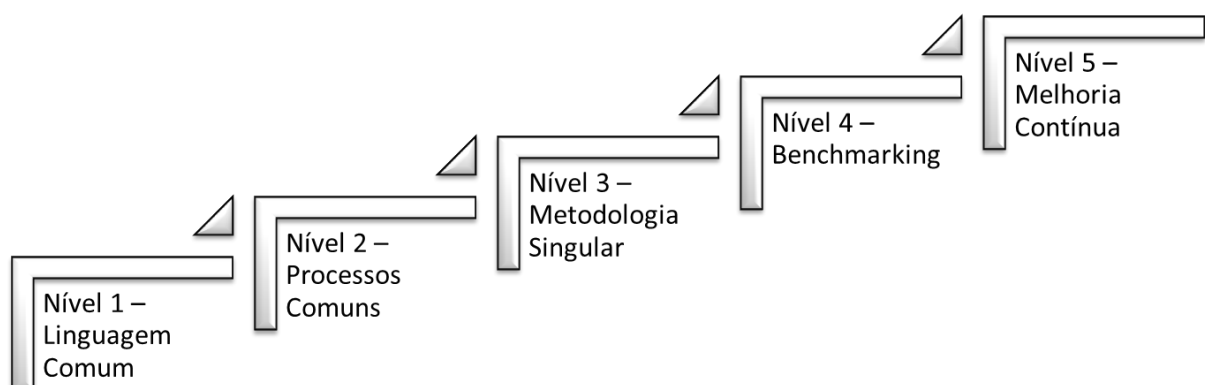 Nível 1 –
Linguagem
Comum
Nível 2 –
Processos
Comuns
Nível 3 –
Metodologia
Singular
Nível 4 –
Benchmarking
Nível 5 –
Melhoria
Contínua